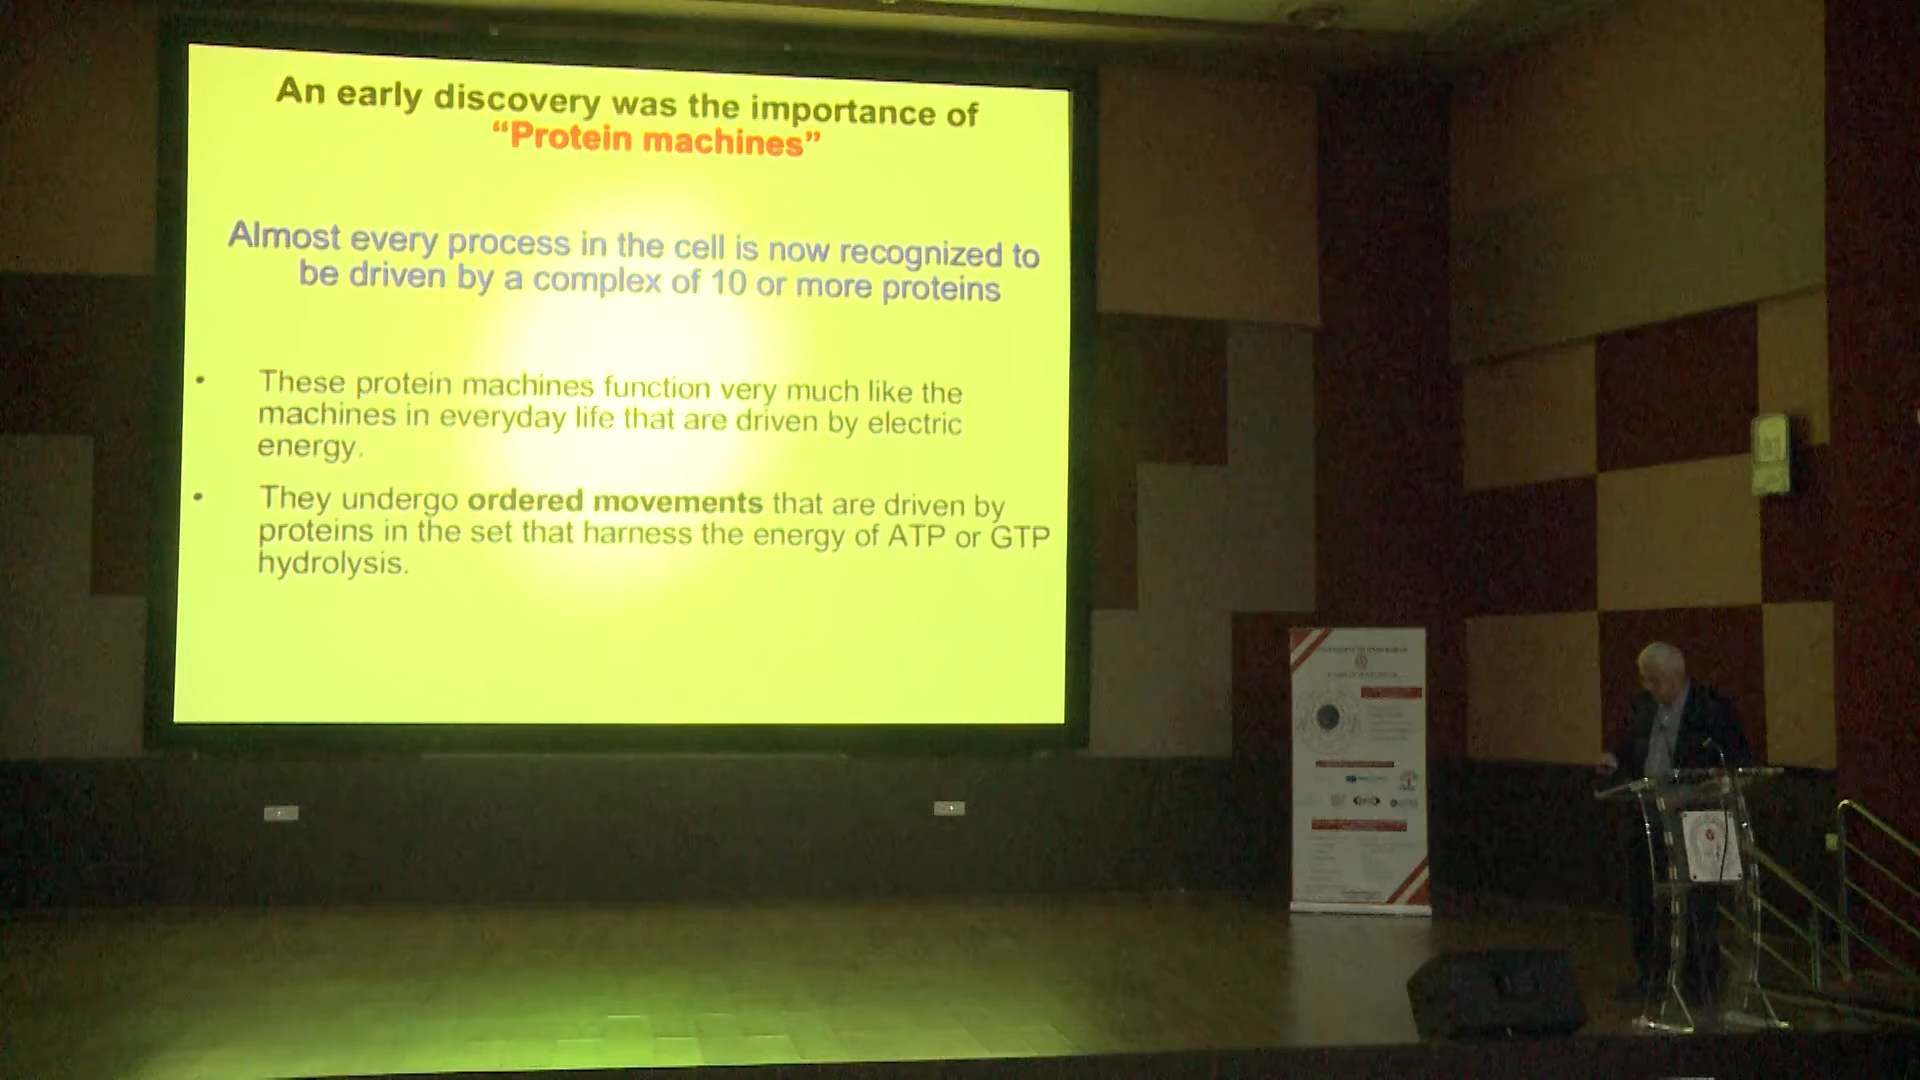 An early discovery was the importance of
“Protein machines”
Almost every process in the cell is now recognized to
be driven by a complex of 10 or more proteins
• These protein machines function very much like the
machines in everyday life that are driven by electric
energy.
• They undergo ordered movements that are driven by
proteins in the set that harness the energy of ATP or GTP
hydrolysis.